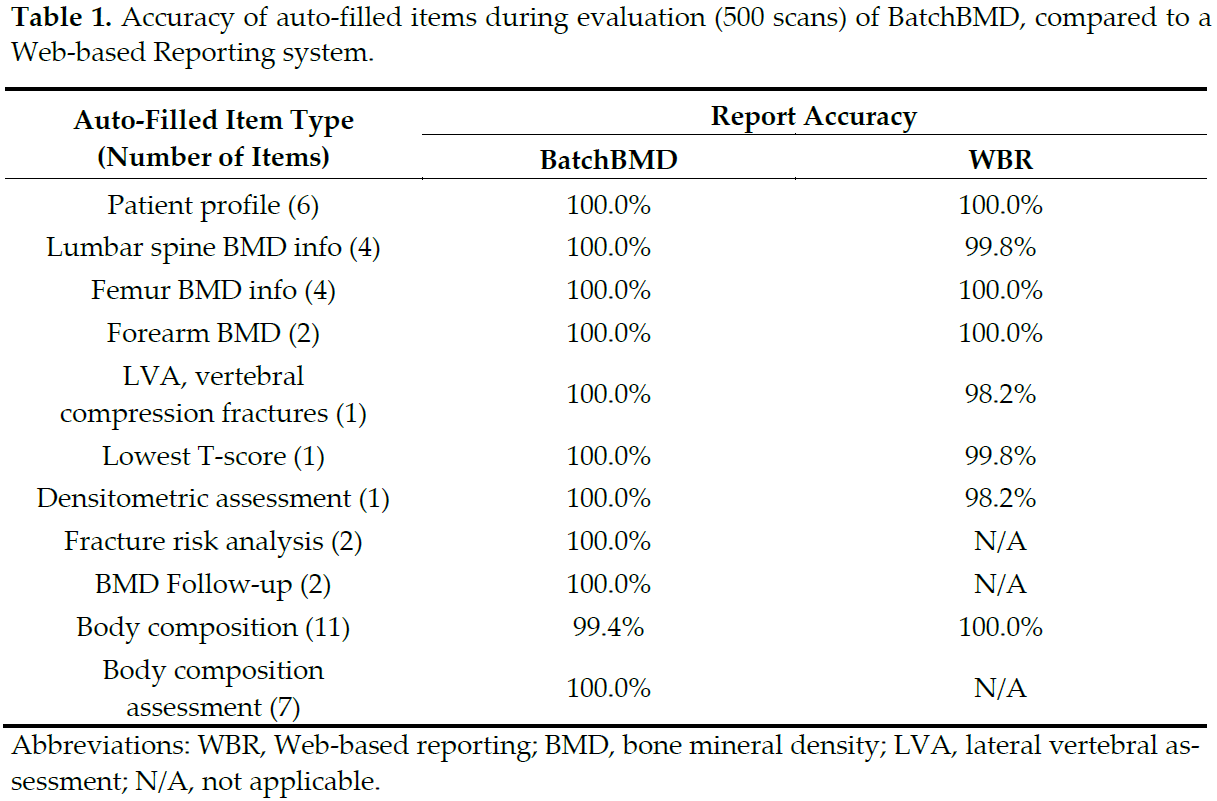 Table 1. Accuracy of auto-filled items during evaluation (500 scans) of BatchBMD, compared to a
Web-based Reporting system.
Auto-Filled Item Type
(Number of Items)
Report Accuracy
BatchBMD WBR
Patient profile (6) 100.0% 100.0%
Lumbar spine BMD info (4) 100.0% 99.8%
Femur BMD info (4) 100.0% 100.0%
Forearm BMD (2) 100.0% 100.0%
LVA, vertebral
compression fractures (1) 100.0% 98.2%
Lowest T-score (1) 100.0% 99.8%
Densitometric assessment (1) 100.0% 98.2%
Fracture risk analysis (2) 100.0% N/A
BMD Follow-up (2) 100.0% N/A
Body composition (11) 99.4% 100.0%
Body composition
assessment (7) 100.0% N/A
Abbreviations: WBR, Web-based reporting; BMD, bone mineral density; LVA, lateral vertebral as-
sessment; N/A, not applicable.